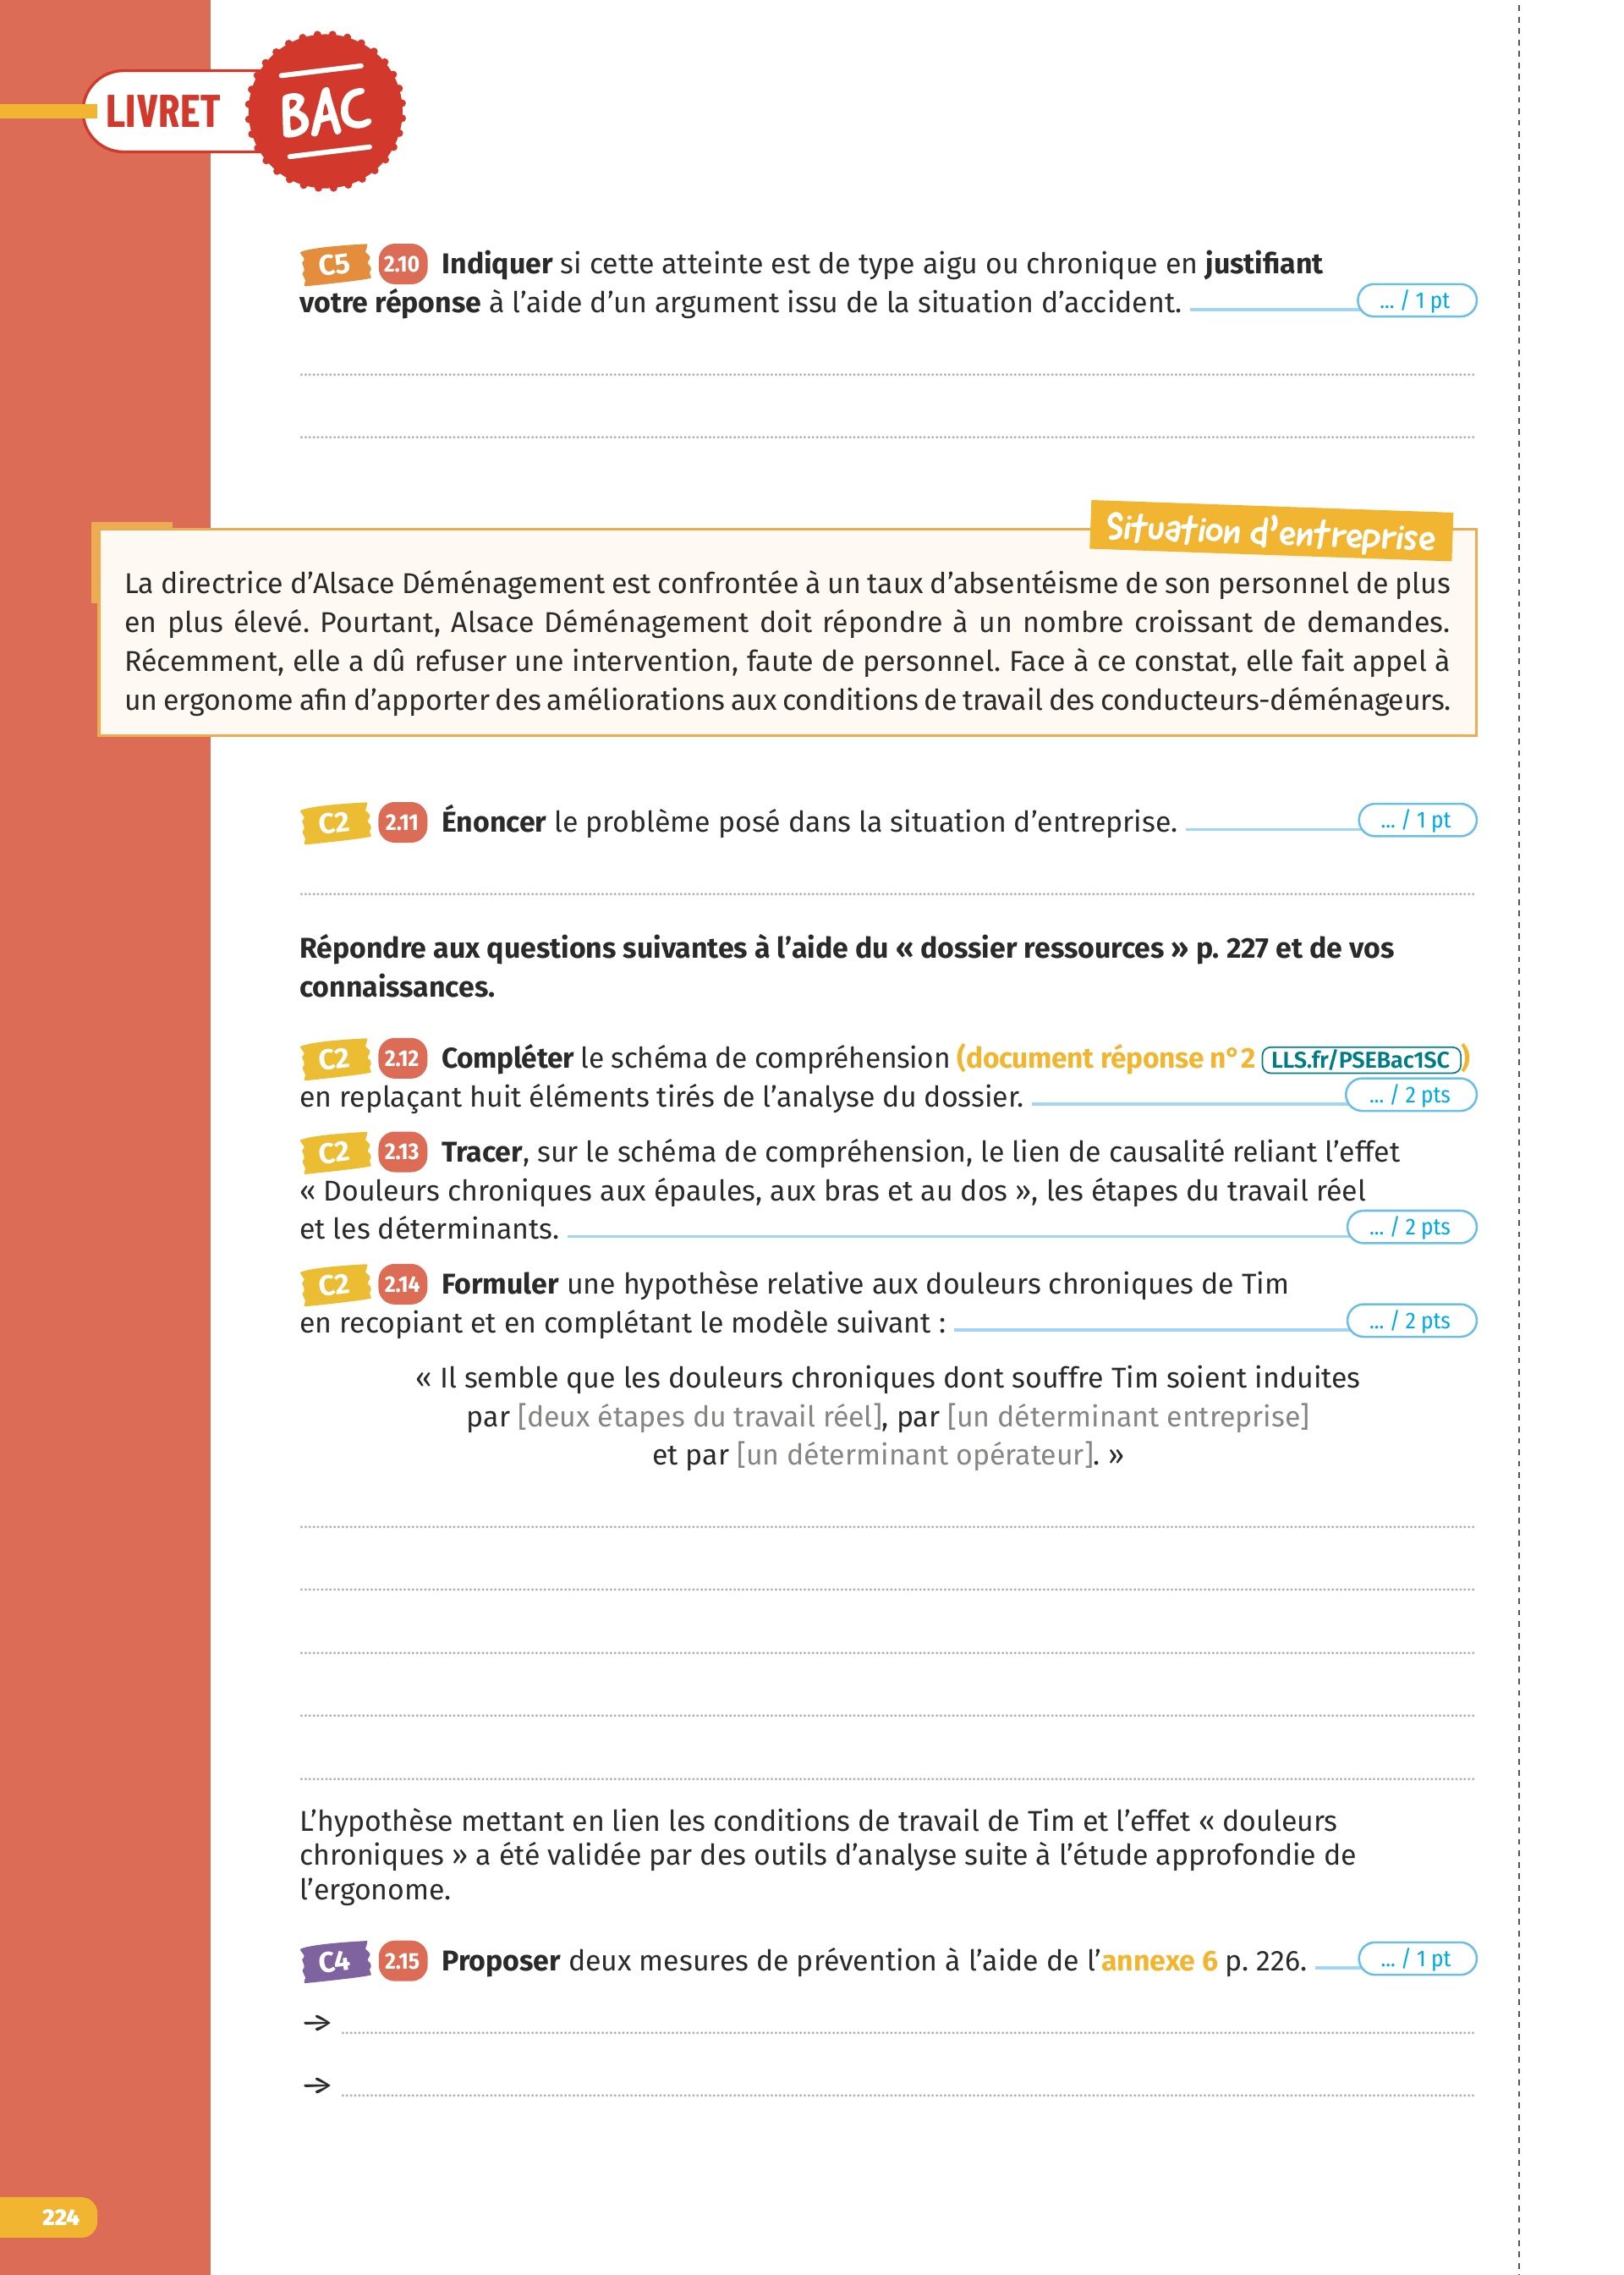 LIVRET BAC
C5 2.10 Indiquer si cette atteinte est de type aigu ou chronique en justifiant
votre réponse à l’aide d’un argument issu de la situation d’accident. ... / 1 pt
Situation d’entreprise
La directrice d’Alsace Déménagement est confrontée à un taux d’absentéisme de son personnel de plus
en plus élevé. Pourtant, Alsace Déménagement doit répondre à un nombre croissant de demandes.
Récemment, elle a dû refuser une intervention, faute de personnel. Face à ce constat, elle fait appel à
un ergonome afin d’apporter des améliorations aux conditions de travail des conducteurs-déménageurs.
C2 2.11 Énoncer le problème posé dans la situation d’entreprise. ... / 1 pt
Répondre aux questions suivantes à l’aide du « dossier ressources » p. 227 et de vos
connaissances.
C2 2.12 Compléter le schéma de compréhension (document réponse n° 2 LLS.fr/PSEBac1SC)
en replaçant huit éléments tirés de l’analyse du dossier. ... / 2 pts
C2 2.13 Tracer, sur le schéma de compréhension, le lien de causalité reliant l’effet
« Douleurs chroniques aux épaules, aux bras et au dos », les étapes du travail réel
et les déterminants. ... / 2 pts
C2 2.14 Formuler une hypothèse relative aux douleurs chroniques de Tim
en recopiant et en complétant le modèle suivant : ... / 2 pts
« Il semble que les douleurs chroniques dont souffre Tim soient induites
par [deux étapes du travail réel], par [un déterminant entreprise]
et par [un déterminant opérateur]. »
L’hypothèse mettant en lien les conditions de travail de Tim et l’effet « douleurs
chroniques » a été validée par des outils d’analyse suite à l’étude approfondie de
l’ergonome.
C4 2.15 Proposer deux mesures de prévention à l’aide de l’annexe 6 p. 226. ... / 1 pt
→
→
224